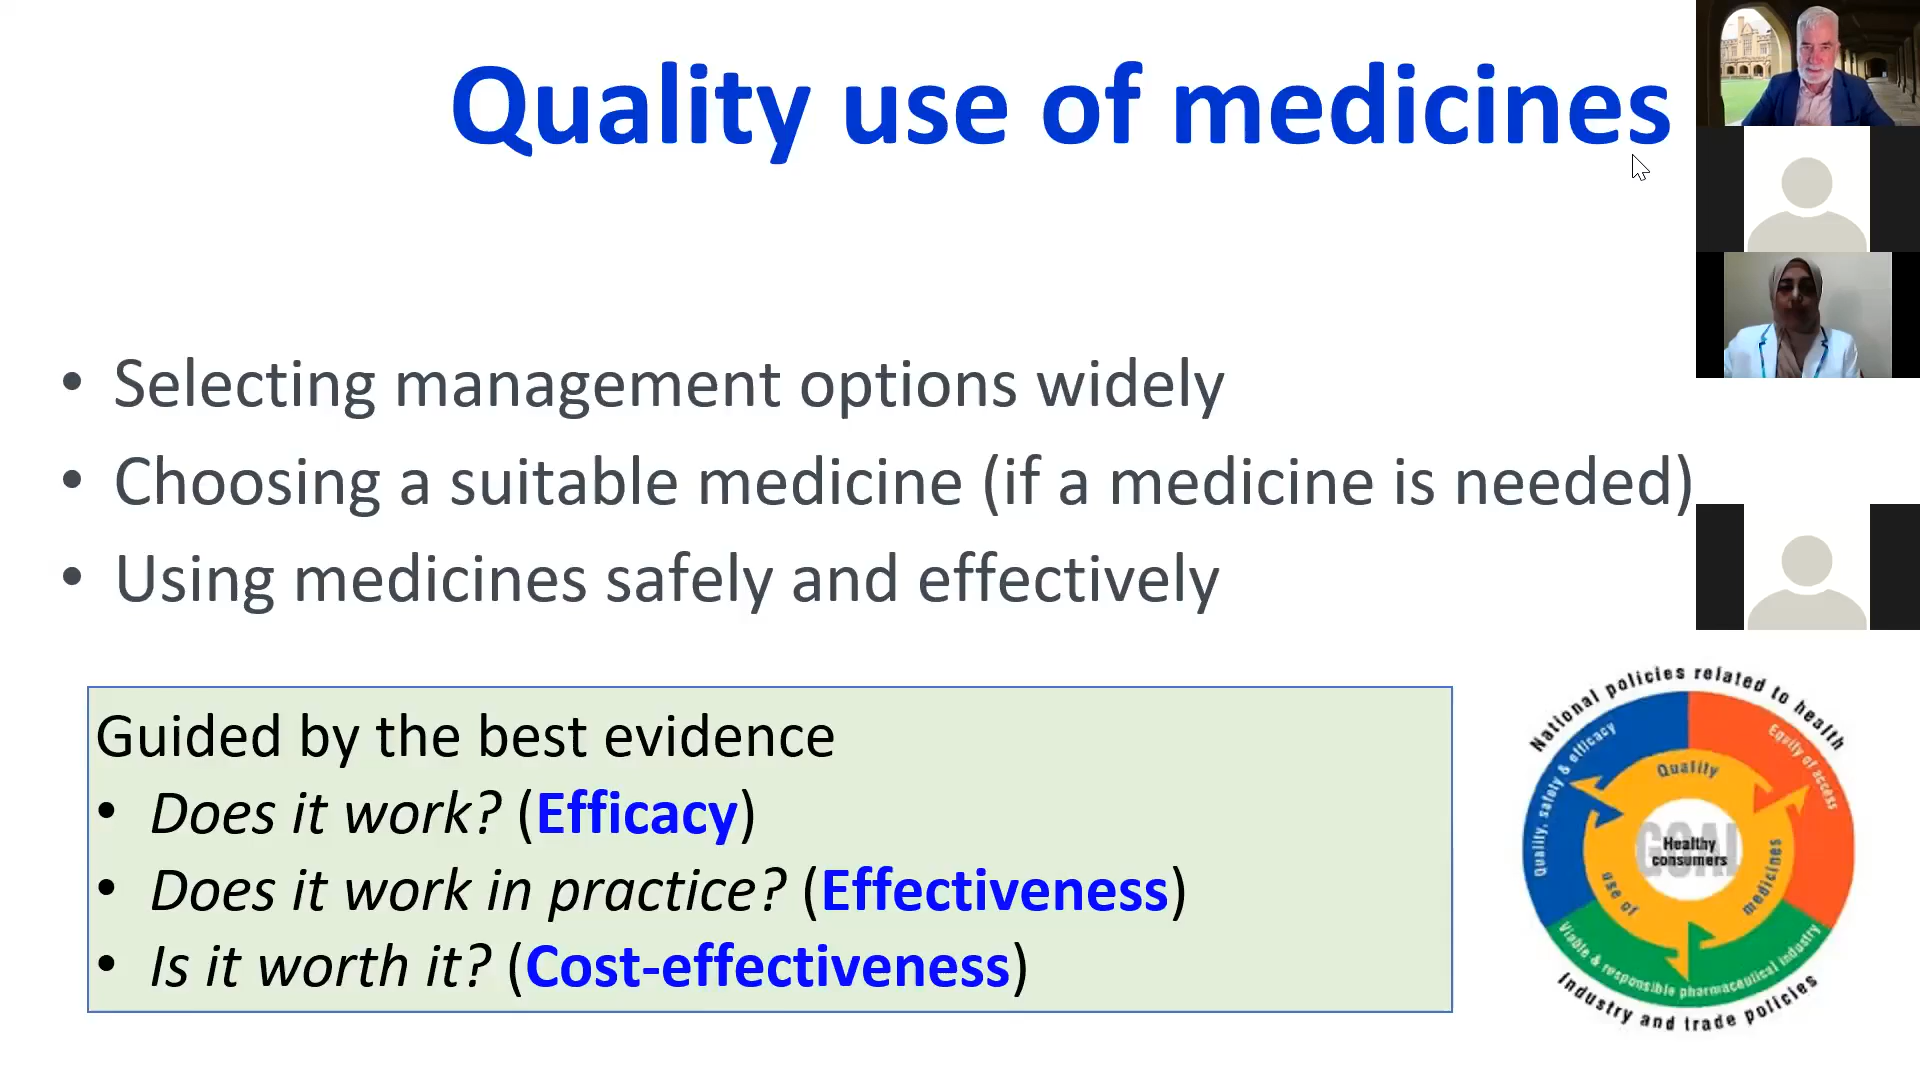 Quality use of medicines
• Selecting management options widely
• Choosing a suitable medicine (if a medicine is needed)
• Using medicines safely and effectively
Guided by the best evidence
• Does it work? (Efficacy)
• Does it work in practice? (Effectiveness)
• Is it worth it? (Cost-effectiveness)
National policies related to health
Quality, safety & efficacy
Equity of access
Quality
use of
medicines
GOAL
Healthy
consumers
Viable & responsible pharmaceutical industry
Industry and trade policies